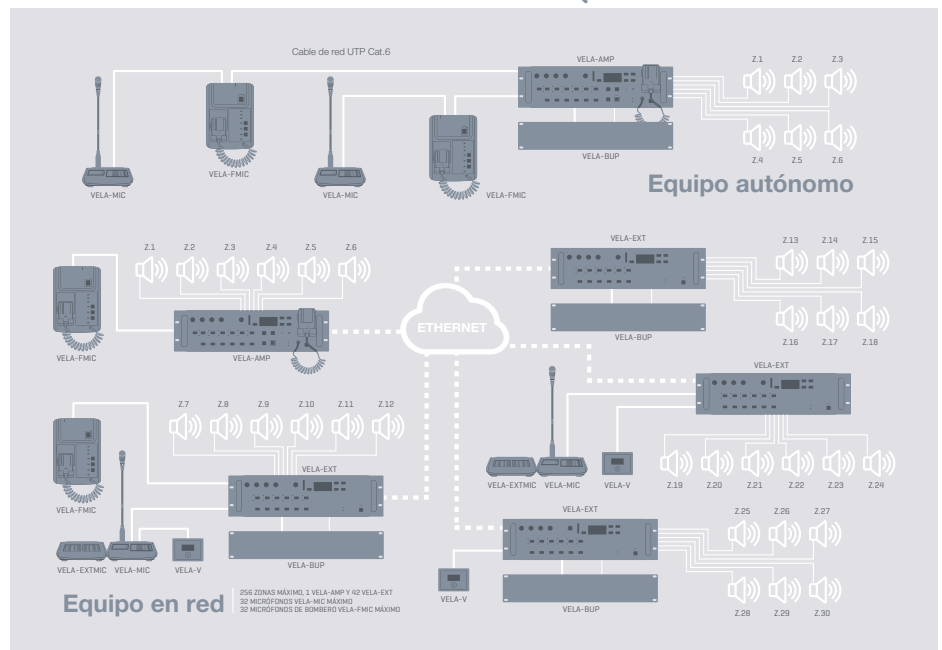 Cable de red UTP Cat.6
VELA-AMP
Z.1
Z.2
Z.3
VELA-MIC
VELA-FMIC
VELA-MIC
VELA-FMIC
VELA-BUP
Z.4
Z.5
Z.6
Equipo autónomo
Z.1
Z.2
Z.3
Z.4
Z.5
Z.6
VELA-FMIC
VELA-AMP
ETHERNET
VELA-EXT
Z.13
Z.14
Z.15
VELA-BUP
Z.16
Z.17
Z.18
VELA-EXT
VELA-EXTMIC
VELA-MIC
VELA-V
Z.19
Z.20
Z.21
Z.22
Z.23
Z.24
Z.7
Z.8
Z.9
Z.10
Z.11
Z.12
VELA-EXT
VELA-FMIC
VELA-EXTMIC
VELA-MIC
VELA-V
VELA-BUP
VELA-EXT
Z.25
Z.26
Z.27
VELA-V
VELA-BUP
Z.28
Z.29
Z.30
Equipo en red
256 ZONAS MÁXIMO, 1 VELA-AMP Y 42 VELA-EXT
32 MICRÓFONOS VELA-MIC MÁXIMO
32 MICRÓFONOS DE BOMBERO VELA-FMIC MÁXIMO